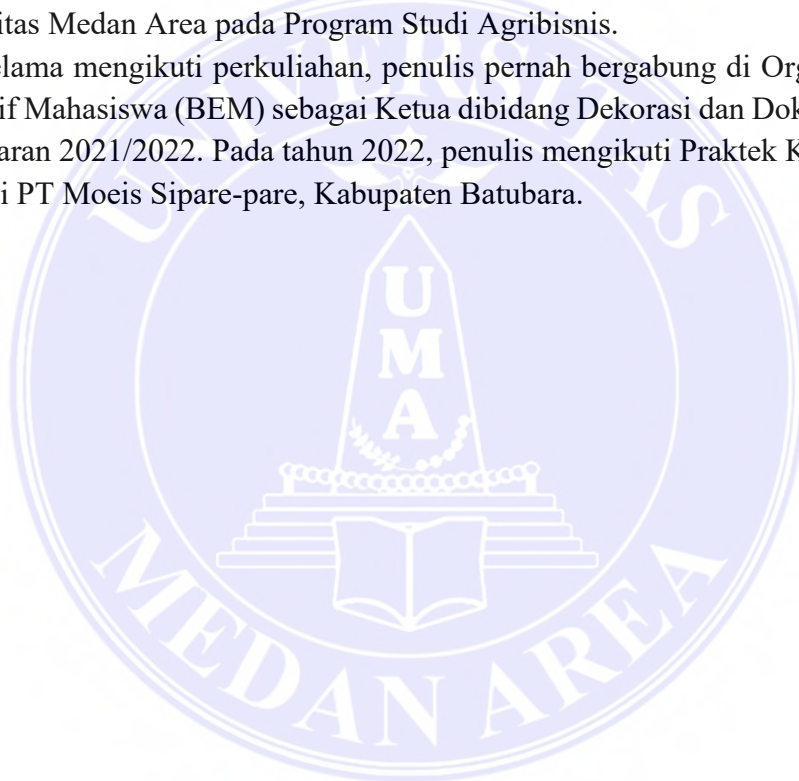 itas Medan Area pada Program Studi Agribisnis.
elama mengikuti perkuliahan, penulis pernah bergabung di Org
if Mahasiswa (BEM) sebagai Ketua dibidang Dekorasi dan Dok
aran 2021/2022. Pada tahun 2022, penulis mengikuti Praktek K
i PT Moeis Sipare-pare, Kabupaten Batubara.
UNIVERSITAS
U
M
A
MEDAN AREA